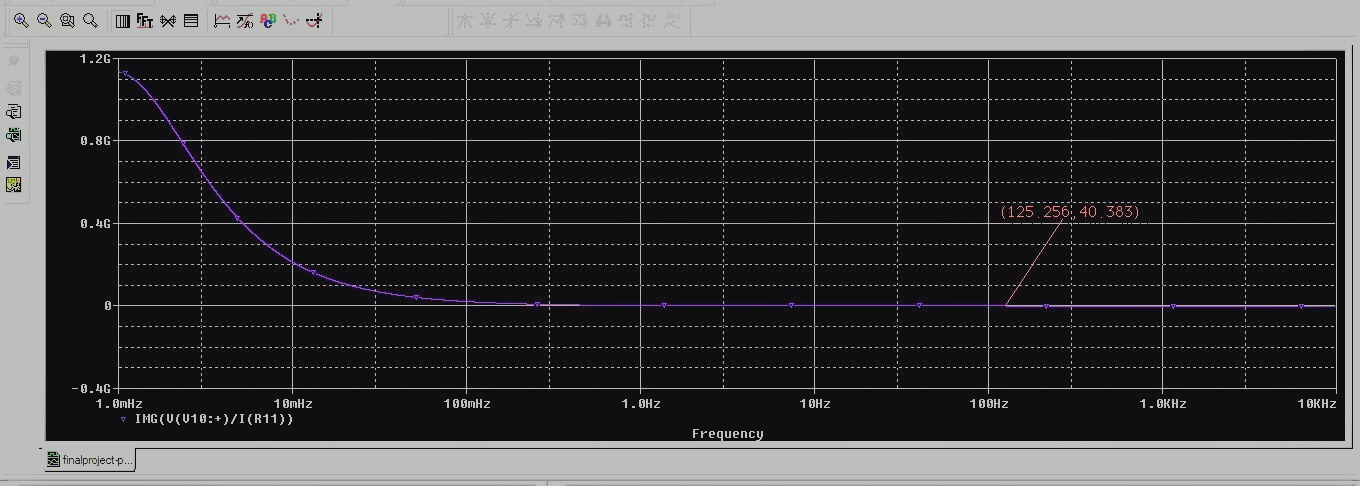 1.2G
0.8G
(125.256,40.383)
0.4G
0
-0.4G
1.0mHz 10mHz 100mHz 1.0Hz 10Hz 100Hz 1.0KHz 10KHz
IMG(V(V10:+)/I(R11))
Frequency
finalproject-p...